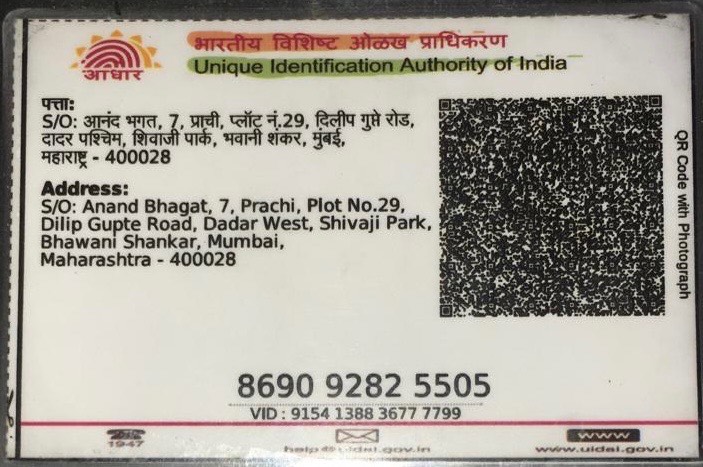 भारतीय विशिष्ट ओळख प्राधिकरण
Unique Identification Authority of India
आधार
पत्ता:
S/O: आनंद भगत, 7, प्राची, प्लॉट नं.29, दिलीप गुप्ते रोड,
दादर पश्चिम, शिवाजी पार्क, भवानी शंकर, मुंबई,
महाराष्ट्र - 400028
Address:
S/O: Anand Bhagat, 7, Prachi, Plot No.29,
Dilip Gupte Road, Dadar West, Shivaji Park,
Bhawani Shankar, Mumbai,
Maharashtra - 400028
QR Code with Photograph
8690 9282 5505
VID : 9154 1388 3677 7799
1947
help@uidai.gov.in
WWW
www.uidai.gov.in